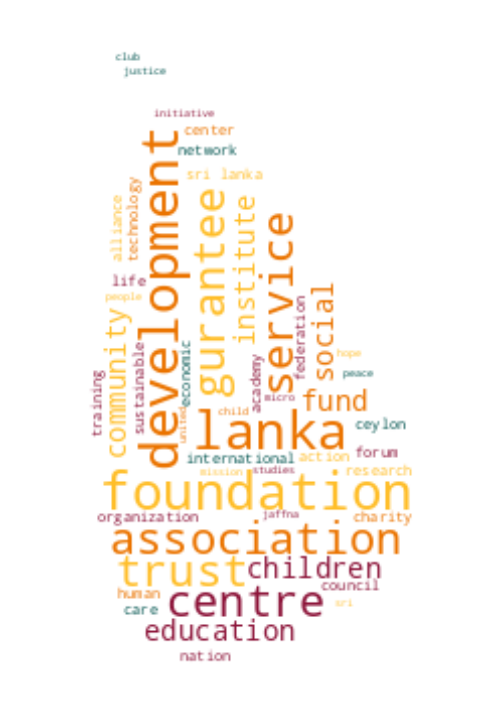 club
justice
initiative
center
network
sri lanka
development
gurantee
institute
service
alliance
technology
life
people
community
social
federation
sustainable
economic
training
academy
hope
peace
micro
united
child
fund
lanka
ceylon
international
action
forum
mission
studies
research
foundation
organization
jaffna
charity
association
trust
children
human
council
care
centre
sri
education
nation